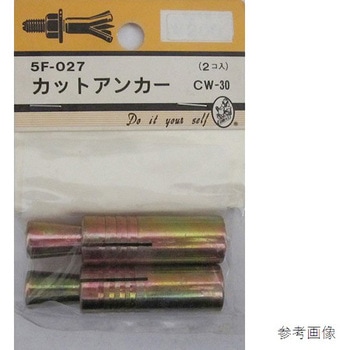 5F-027 (2コ入)
カットアンカー CW-30
Do it your self
参考画像